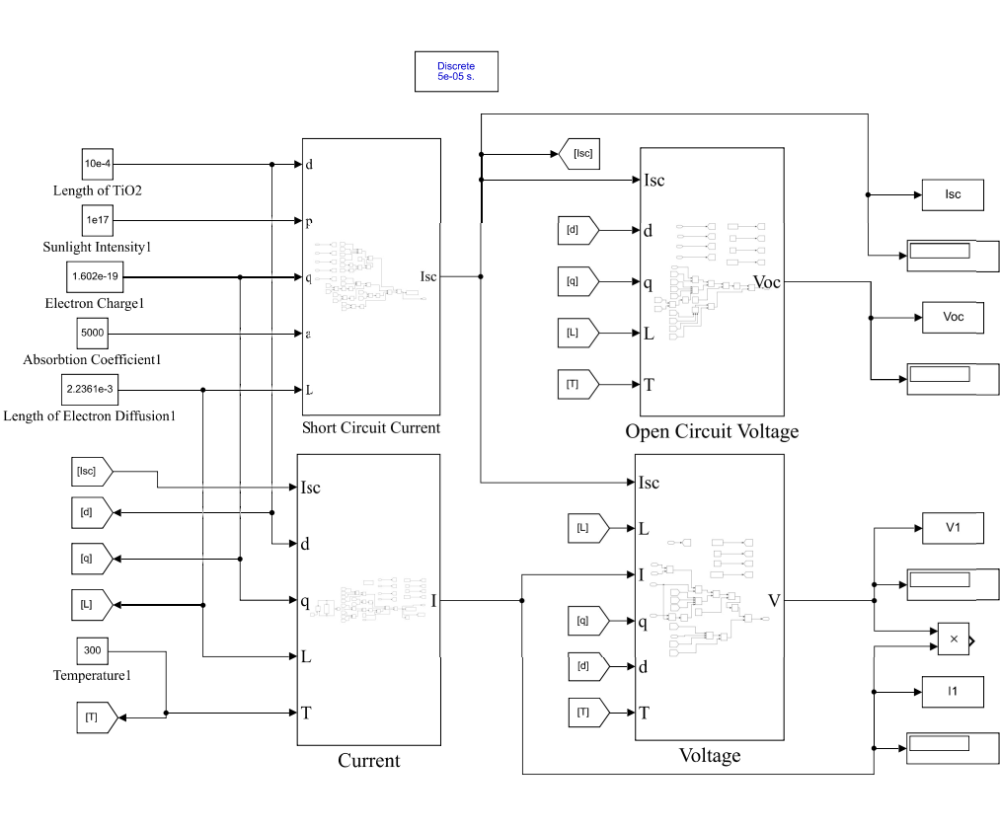 Discrete
5e-05 s.
10e-4
Length of TiO2
1e17
Sunlight Intensity1
1.602e-19
Electron Charge1
5000
Absorbtion Coefficient1
2.2361e-3
Length of Electron Diffusion1
d
p
q
a
L
Isc
Short Circuit Current
[Isc]
[d]
[q]
[L]
[T]
Isc
d
q
L
T
Voc
Open Circuit Voltage
Isc
Voc
[Isc]
[d]
[q]
[L]
300
Temperature1
[T]
Isc
d
q
L
T
I
Current
[L]
[q]
[d]
[T]
Isc
L
I
q
d
T
V
Voltage
V1
×
I1